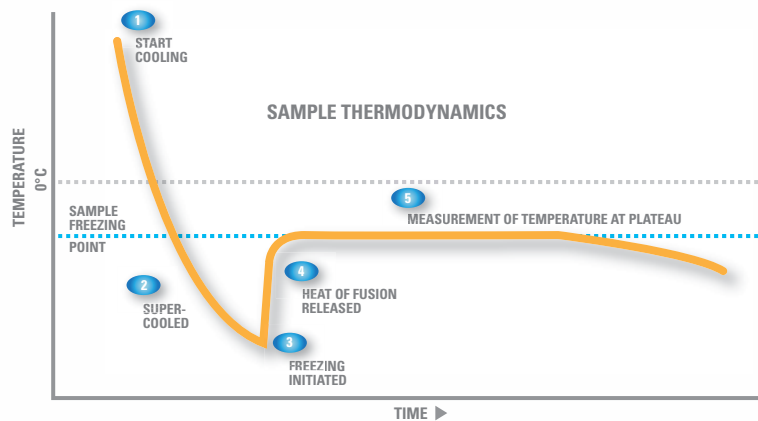 1
START
COOLING
SAMPLE THERMODYNAMICS
TEMPERATURE
0°C
5
MEASUREMENT OF TEMPERATURE AT PLATEAU
SAMPLE
FREEZING
POINT
2
SUPER-
COOLED
4
HEAT OF FUSION
RELEASED
3
FREEZING
INITIATED
TIME ▶